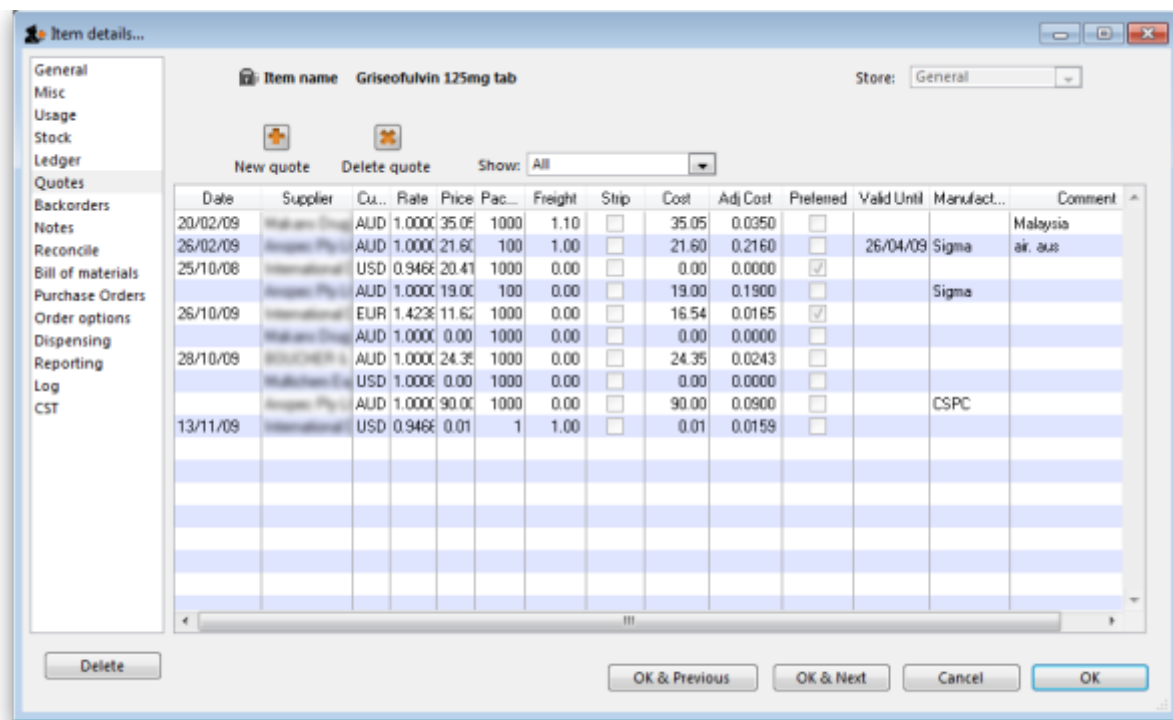 Item details...
General
Misc
Usage
Stock
Ledger
Quotes
Backorders
Notes
Reconcile
Bill of materials
Purchase Orders
Order options
Dispensing
Reporting
Log
CST
Item name Griseofulvin 125mg tab
Store: General
New quote Delete quote Show: All
Date Supplier Cu... Rate Price Pac... Freight Strip Cost Adj Cost Preferred Valid Until Manufact... Comment
20/02/09 AUD 1.000 35.05 1000 1.10 35.05 0.0350 Malaysia
26/02/09 AUD 1.000 21.60 100 1.00 21.60 0.2160 26/04/09 Sigma air. aus
25/10/08 USD 0.946 20.41 1000 0.00 0.00 0.0000
AUD 1.000 19.00 100 0.00 19.00 0.1900 Sigma
26/10/09 EUR 1.423 11.62 1000 0.00 16.54 0.0165
AUD 1.000 0.00 1000 0.00 0.00 0.0000
28/10/09 AUD 1.000 24.35 1000 0.00 24.35 0.0243
USD 1.000 0.00 1000 0.00 0.00 0.0000
AUD 1.000 90.00 1000 0.00 90.00 0.0900 CSPC
13/11/09 USD 0.946 0.01 1 1.00 0.01 0.0159
Delete
OK & Previous OK & Next Cancel OK